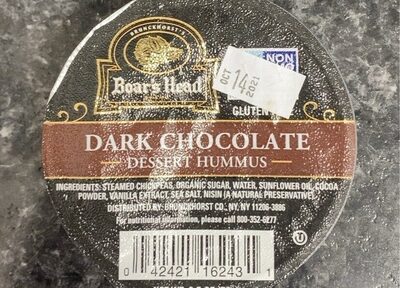 BRUNCKHORST'S
Boar's Head
NON
OCT 14 2021
GLUTEN
DARK CHOCOLATE
DESSERT HUMMUS
INGREDIENTS: STEAMED CHICKPEAS, ORGANIC SUGAR, WATER, SUNFLOWER OIL, COCOA
POWDER, VANILLA EXTRACT, SEA SALT, NISIN (A NATURAL PRESERVATIVE).
DISTRIBUTED BY: BRUNCKHORST CO., NY, NY 11206-3886
For nutritional information, please call 800-352-6277
U
0 42421 16243 1